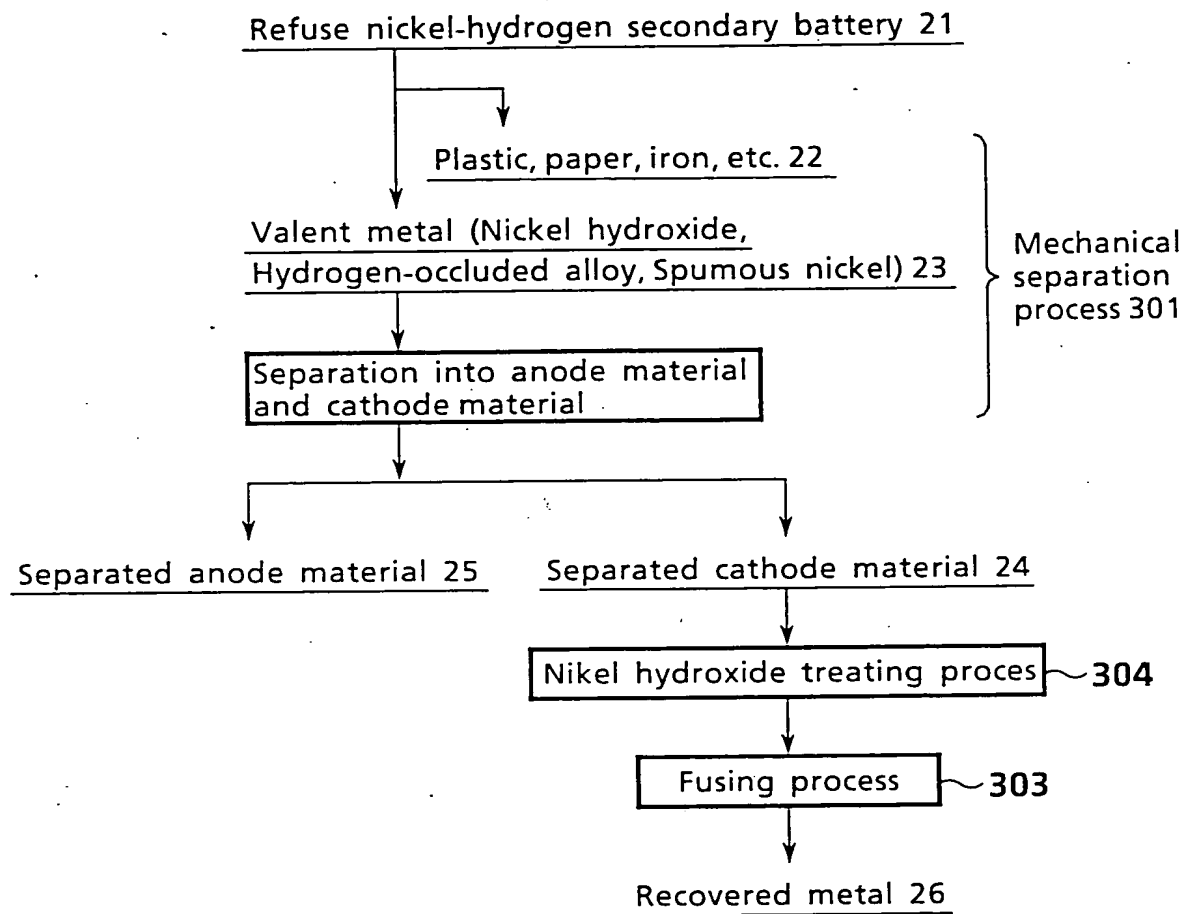 Refuse nickel-hydrogen secondary battery 21
Plastic, paper, iron, etc. 22
Valent metal (Nickel hydroxide,
Hydrogen-occluded alloy, Spumous nickel) 23
Mechanical
separation
process 301
Separation into anode material
and cathode material
Separated anode material 25
Separated cathode material 24
Nikel hydroxide treating proces
304
Fusing process
303
Recovered metal 26